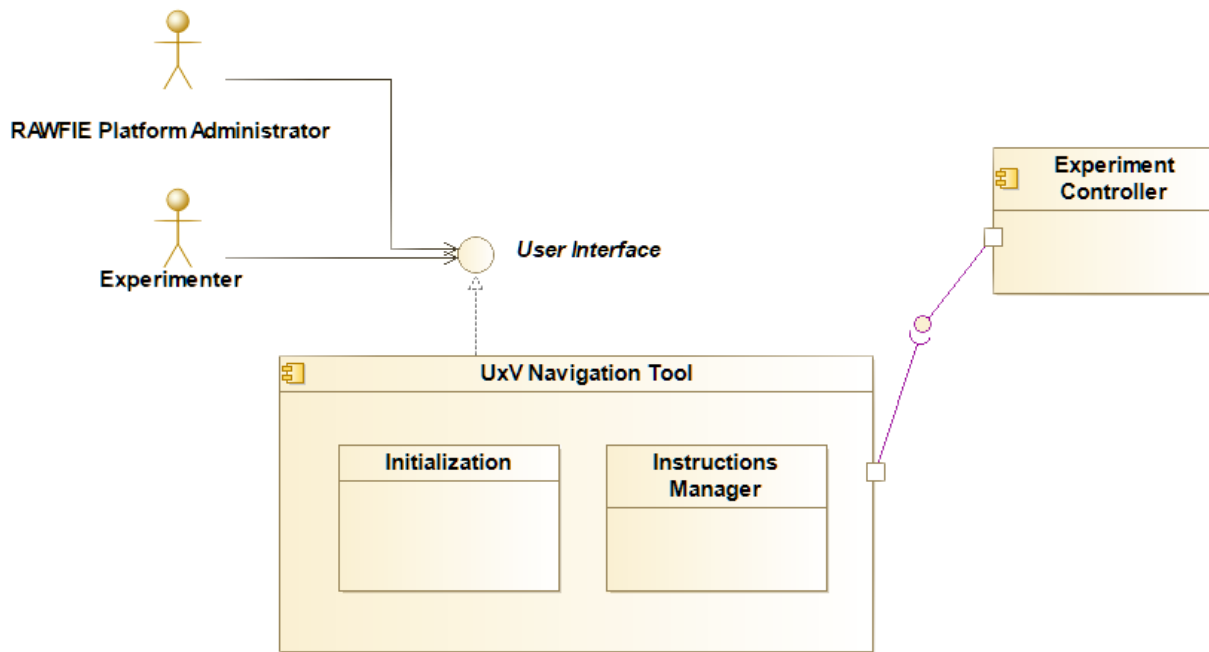 RAWFIE Platform Administrator
Experimenter
User Interface
Experiment
Controller
UxV Navigation Tool
Initialization
Instructions
Manager